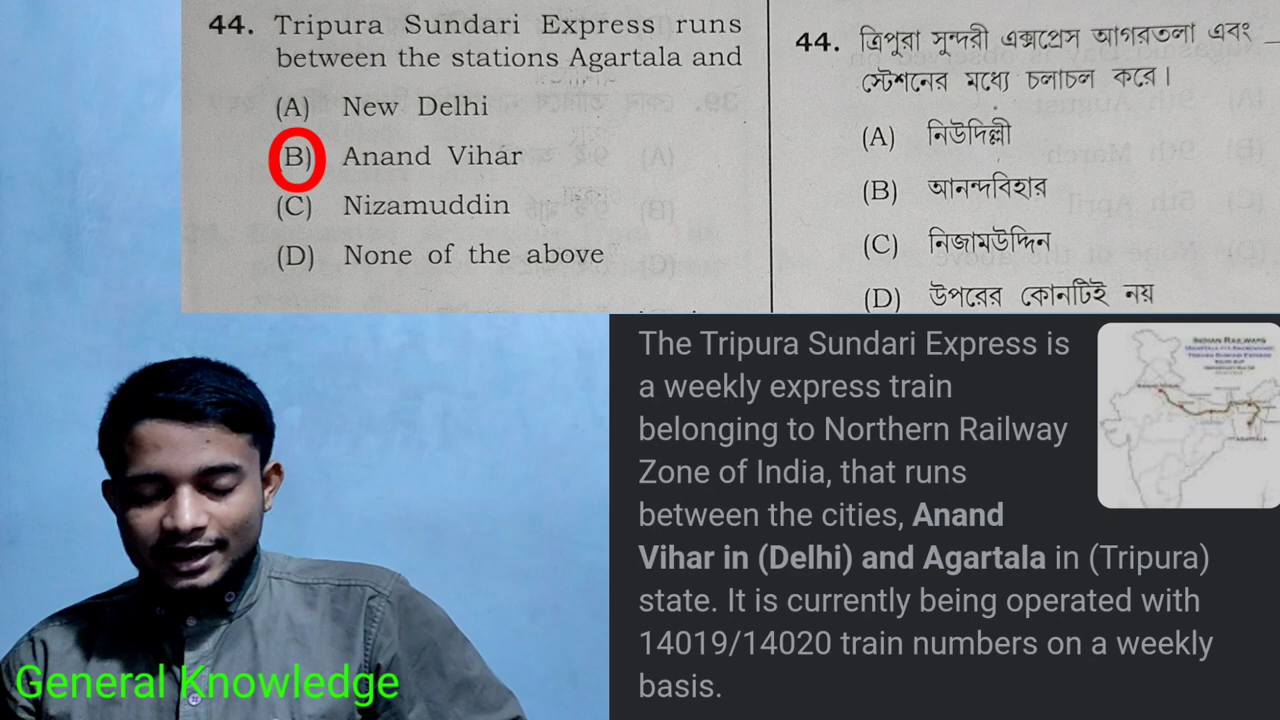 44. Tripura Sundari Express runs
between the stations Agartala and
(A) New Delhi
(B) Anand Vihar
(C) Nizamuddin
(D) None of the above
44. ত্রিপুরা সুন্দরী এক্সপ্রেস আগরতলা এবং _
স্টেশনের মধ্যে চলাচল করে।
(A) নিউদিল্লী
(B) আনন্দবিহার
(C) নিজামউদ্দিন
(D) উপরের কোনটিই নয়
The Tripura Sundari Express is
a weekly express train
belonging to Northern Railway
Zone of India, that runs
between the cities, Anand
Vihar in (Delhi) and Agartala in (Tripura)
state. It is currently being operated with
14019/14020 train numbers on a weekly
basis.
INDIAN RAILWAYS
General Knowledge